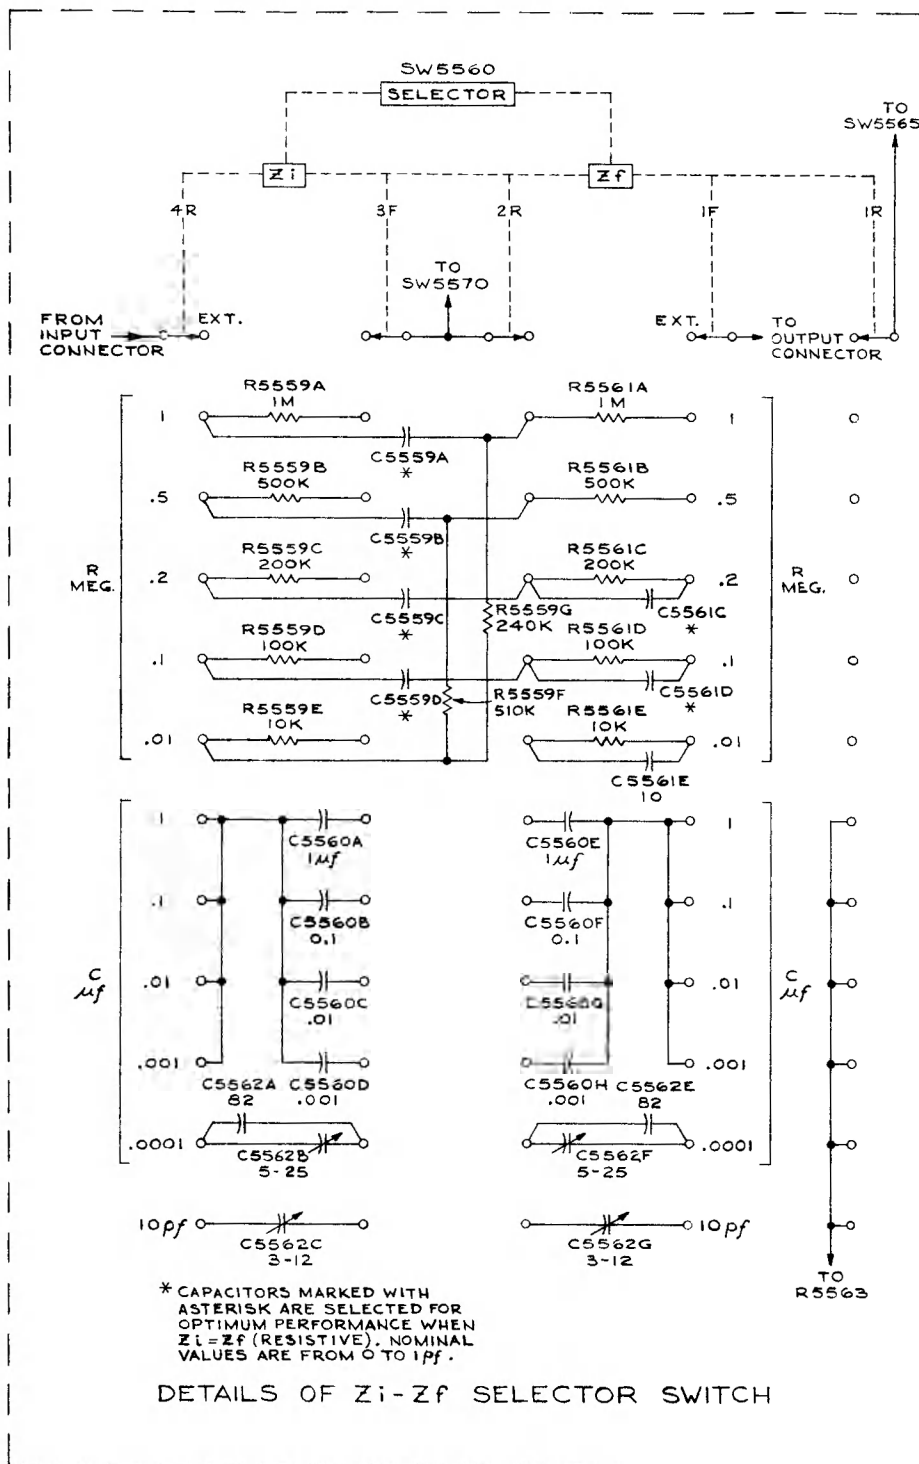 SW5560
SELECTOR
TO
SW5565
Zi
Zf
4R
3F
2R
1F
1R
TO
SW5570
FROM
INPUT
CONNECTOR
EXT.
EXT.
TO
OUTPUT
CONNECTOR
R5559A
1M
R5561A
1M
1
1
C5559A
*
R5559B
500K
R5561B
500K
.5
.5
C5559B
*
R5559C
200K
R5561C
200K
.2
.2
R
MEG.
R
MEG.
C5559C
*
R5559G
240K
C5561C
*
R5559D
100K
R5561D
100K
.1
.1
C5559D
*
R5559F
510K
C5561D
*
R5559E
10K
R5561E
10K
.01
.01
C5561E
10
1
1
C5560A
1μf
C5560E
1μf
.1
.1
C5560B
0.1
C5560F
0.1
C
μf
C
μf
.01
.01
C5560C
.01
C5560G
.01
.001
.001
C5562A
82
C5560D
.001
C5560H
.001
C5562E
82
.0001
.0001
C5562B
5-25
C5562F
5-25
10pf
10pf
C5562C
3-12
C5562G
3-12
TO
R5563
* CAPACITORS MARKED WITH
ASTERISK ARE SELECTED FOR
OPTIMUM PERFORMANCE WHEN
Zi=Zf (RESISTIVE). NOMINAL
VALUES ARE FROM 0 TO 1pf.
DETAILS OF Zi-Zf SELECTOR SWITCH